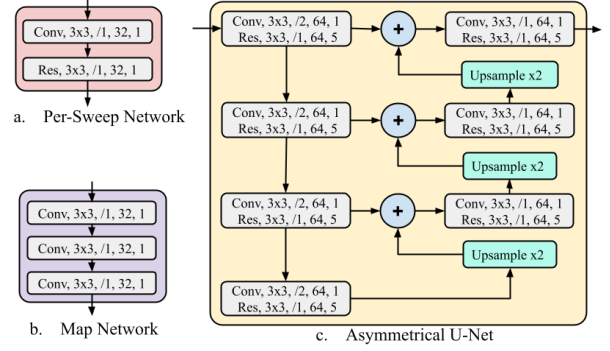 Conv, 3x3, /1, 32, 1
Res, 3x3, /1, 32, 1
a. Per-Sweep Network
Conv, 3x3, /1, 32, 1
Conv, 3x3, /1, 32, 1
Conv, 3x3, /1, 32, 1
b. Map Network
Conv, 3x3, /2, 64, 1
Res, 3x3, /1, 64, 5
+
Conv, 3x3, /1, 64, 1
Res, 3x3, /1, 64, 5
Upsample x2
Conv, 3x3, /2, 64, 1
Res, 3x3, /1, 64, 5
+
Conv, 3x3, /1, 64, 1
Res, 3x3, /1, 64, 5
Upsample x2
Conv, 3x3, /2, 64, 1
Res, 3x3, /1, 64, 5
+
Conv, 3x3, /1, 64, 1
Res, 3x3, /1, 64, 5
Upsample x2
Conv, 3x3, /2, 64, 1
Res, 3x3, /1, 64, 5
c. Asymmetrical U-Net